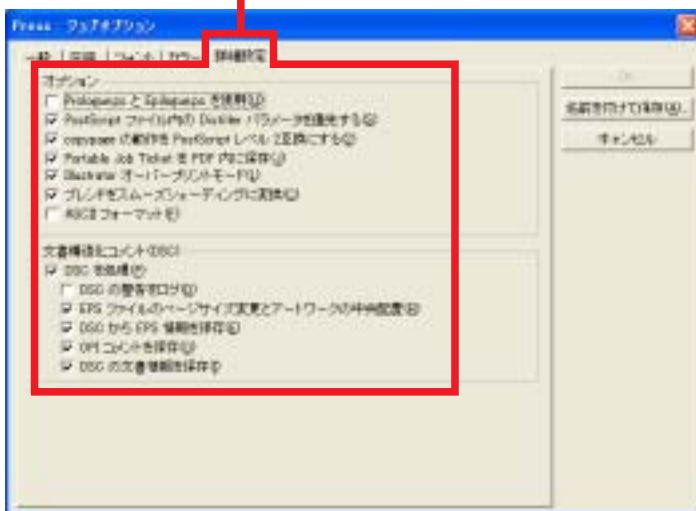 Press - ジョブオプション
一般 圧縮 フォント カラー 詳細設定
オプション
Prologue.ps と Epilogue.ps を使用(U)
PostScript ファイル内の Distiller パラメータを優先する(G)
copypage の動作を PostScript レベル 2互換にする(C)
Portable Job Ticket を PDF 内に保存(J)
Illustrator オーバープリントモード(L)
ブレンドをスムーズシェーディングに変換(O)
ASCII フォーマット(F)
文書構造化コメント(DSC)
DSC を処理(P)
DSC の警告をログ
EPS ファイルのページサイズ変更とアートワークの中央配置
DSC から EPS 情報を保存
OPI コメントを保存
DSC の文書情報を保存
OK
名前を付けて保存
キャンセル